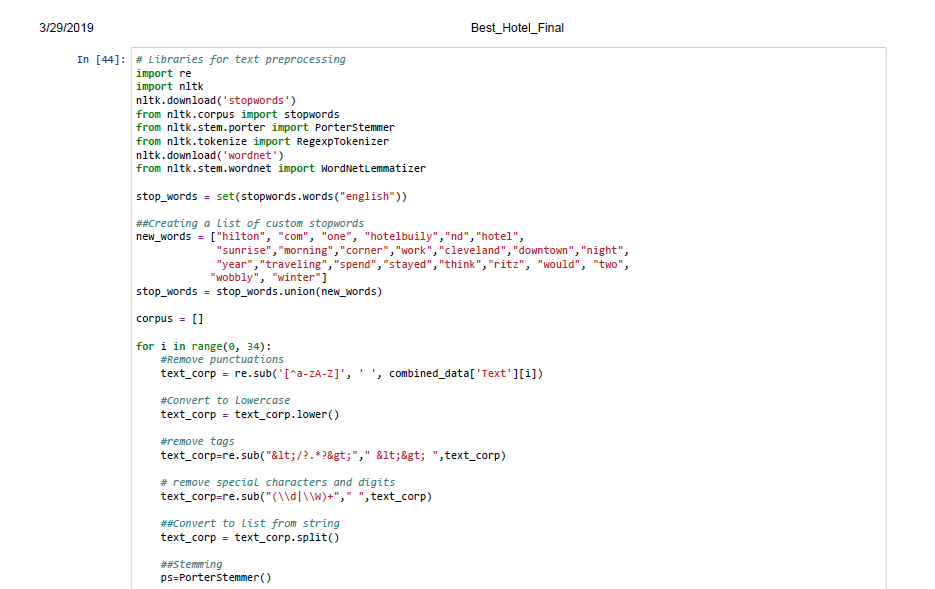 3/29/2019 Best_Hotel_Final
In [44]: # Libraries for text preprocessing
import re
import nltk
nltk.download('stopwords')
from nltk.corpus import stopwords
from nltk.stem.porter import PorterStemmer
from nltk.tokenize import RegexpTokenizer
nltk.download('wordnet')
from nltk.stem.wordnet import WordNetLemmatizer
stop_words = set(stopwords.words("english"))
##Creating a list of custom stopwords
new_words = ["hilton", "com", "one", "hotelbuily","nd","hotel",
"sunrise","morning","corner","work","cleveland","downtown","night",
"year","traveling","spend","stayed","think","ritz", "would", "two",
"wobbly", "winter"]
stop_words = stop_words.union(new_words)
corpus = []
for i in range(0, 34):
#Remove punctuations
text_corp = re.sub('[^a-zA-Z]', ' ', combined_data['Text'][i])
#Convert to lowercase
text_corp = text_corp.lower()
#remove tags
text_corp=re.sub("&lt;/?.*?&gt;"," &lt;&gt; ",text_corp)
# remove special characters and digits
text_corp=re.sub("(\\d|\\W)+"," ",text_corp)
##Convert to list from string
text_corp = text_corp.split()
##Stemming
ps=PorterStemmer()